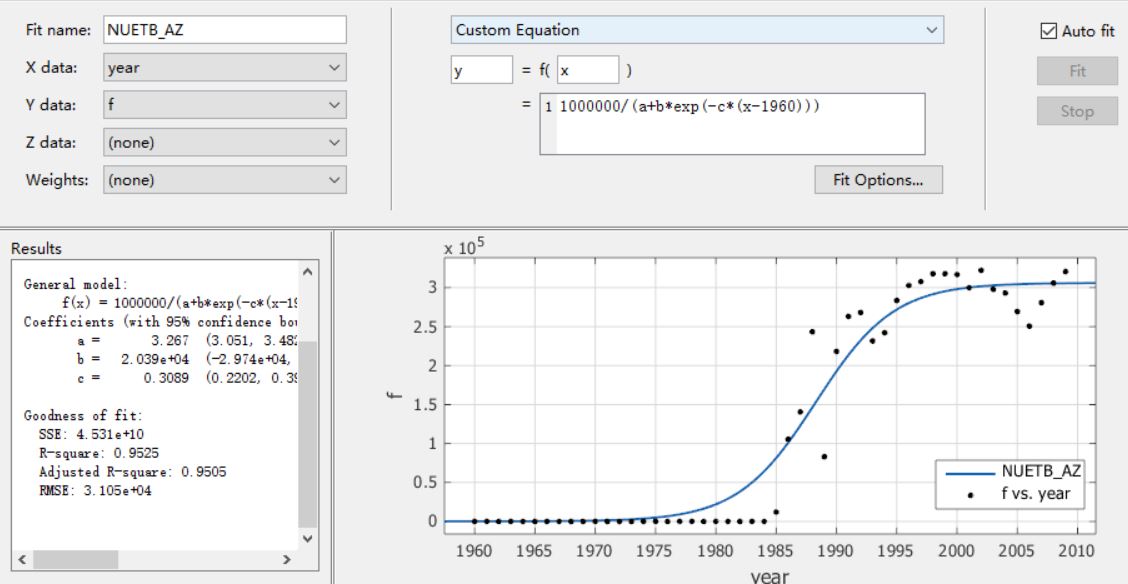 Fit name: NUETB_AZ
X data: year
Y data: f
Z data: (none)
Weights: (none)
Custom Equation
y = f( x )
= 1 1000000/(a+b*exp(-c*(x-1960)))
Fit Options...
Auto fit
Fit
Stop
Results
General model:
f(x) = 1000000/(a+b*exp(-c*(x-19
Coefficients (with 95% confidence bou
a = 3.267 (3.051, 3.482
b = 2.039e+04 (-2.974e+04,
c = 0.3089 (0.2202, 0.39
Goodness of fit:
SSE: 4.531e+10
R-square: 0.9525
Adjusted R-square: 0.9505
RMSE: 3.105e+04
x 10^5
3
2.5
2
1.5
1
0.5
0
f
1960 1965 1970 1975 1980 1985 1990 1995 2000 2005 2010
year
NUETB_AZ
f vs. year